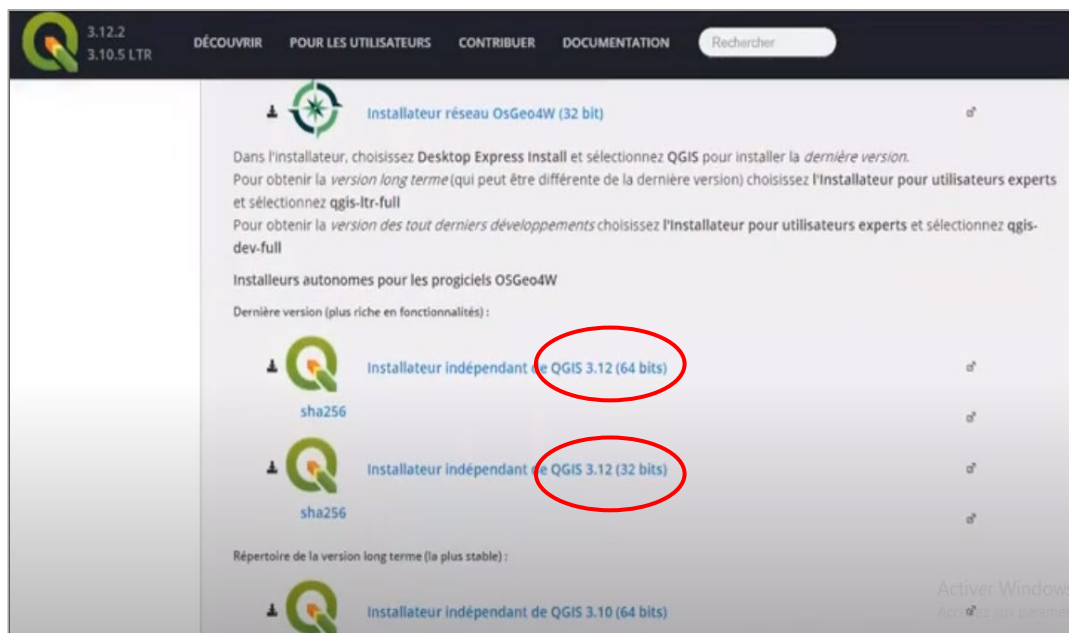 3.12.2
3.10.5 LTR
DÉCOUVRIR POUR LES UTILISATEURS CONTRIBUER DOCUMENTATION Rechercher
Installateur réseau OsGeo4W (32 bit)
Dans l'installateur, choisissez Desktop Express Install et sélectionnez QGIS pour installer la dernière version.
Pour obtenir la version long terme (qui peut être différente de la dernière version) choisissez l'Installateur pour utilisateurs experts
et sélectionnez qgis-ltr-full
Pour obtenir la version des tout derniers développements choisissez l'Installateur pour utilisateurs experts et sélectionnez qgis-
dev-full
Installeurs autonomes pour les progiciels OSGeo4W
Dernière version (plus riche en fonctionnalités) :
Installateur indépendant de QGIS 3.12 (64 bits)
sha256
Installateur indépendant de QGIS 3.12 (32 bits)
sha256
Répertoire de la version long terme (la plus stable) :
Activer Windows
Installateur indépendant de QGIS 3.10 (64 bits)